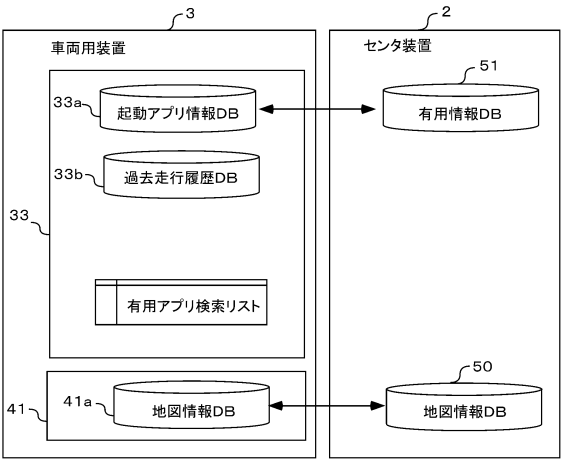 3
2
車両用装置
センタ装置
33a
起動アプリ情報DB
51
有用情報DB
33b
過去走行履歴DB
33
有用アプリ検索リスト
41
41a
地図情報DB
50
地図情報DB